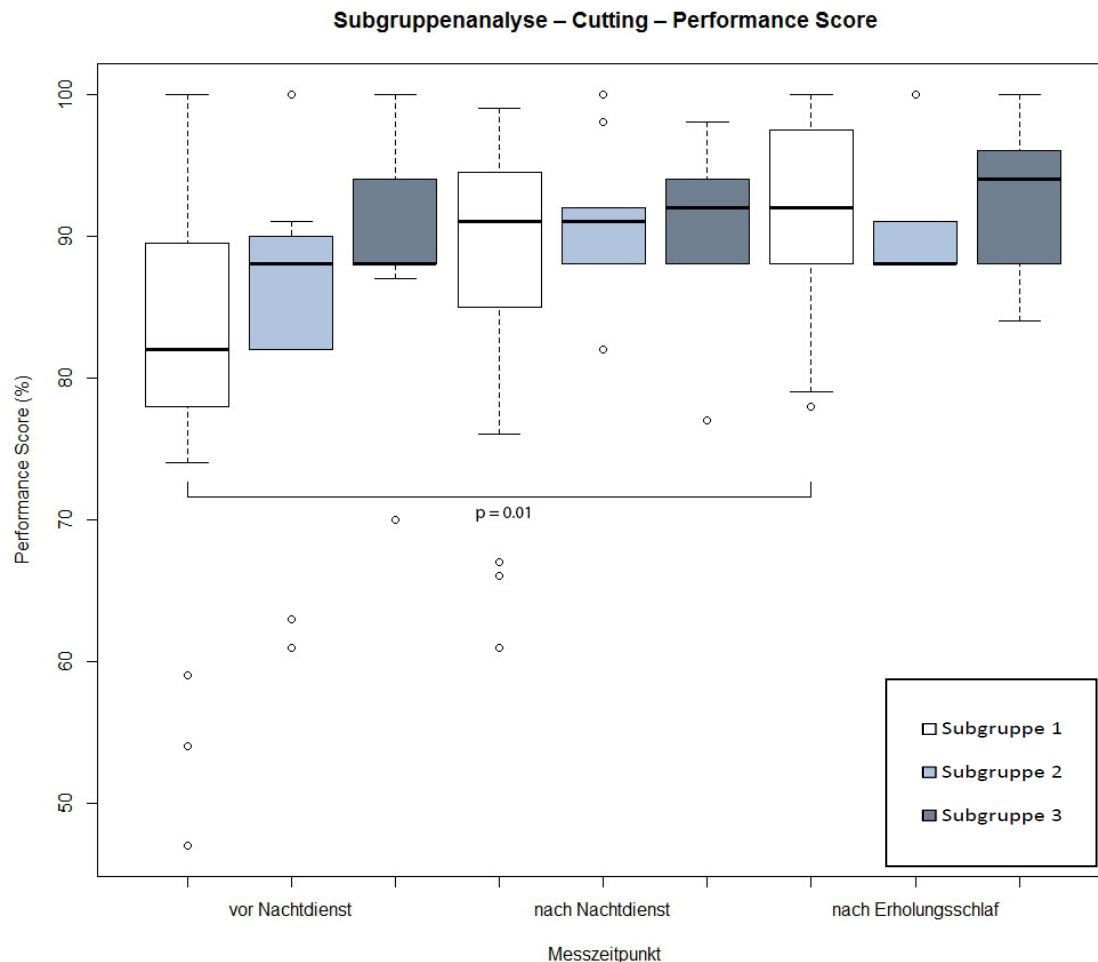 Subgruppenanalyse – Cutting – Performance Score
Performance Score (%)
100
90
80
70
60
50
p = 0.01
Subgruppe 1
Subgruppe 2
Subgruppe 3
vor Nachtdienst
nach Nachtdienst
nach Erholungsschlaf
Messzeitpunkt